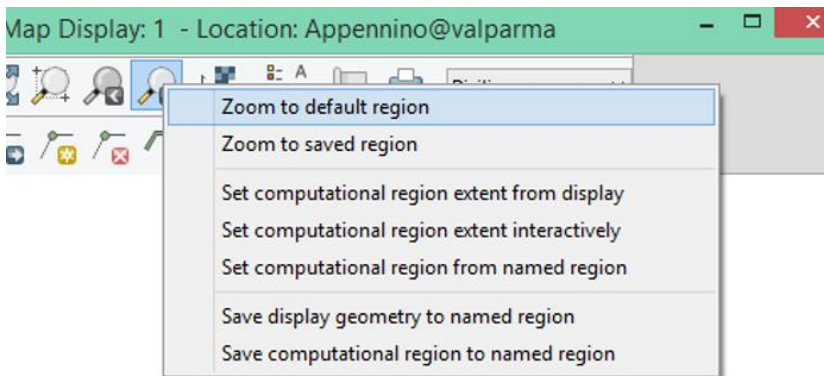 Map Display: 1 - Location: Appennino@valparma
A
Zoom to default region
Zoom to saved region
Set computational region extent from display
Set computational region extent interactively
Set computational region from named region
Save display geometry to named region
Save computational region to named region